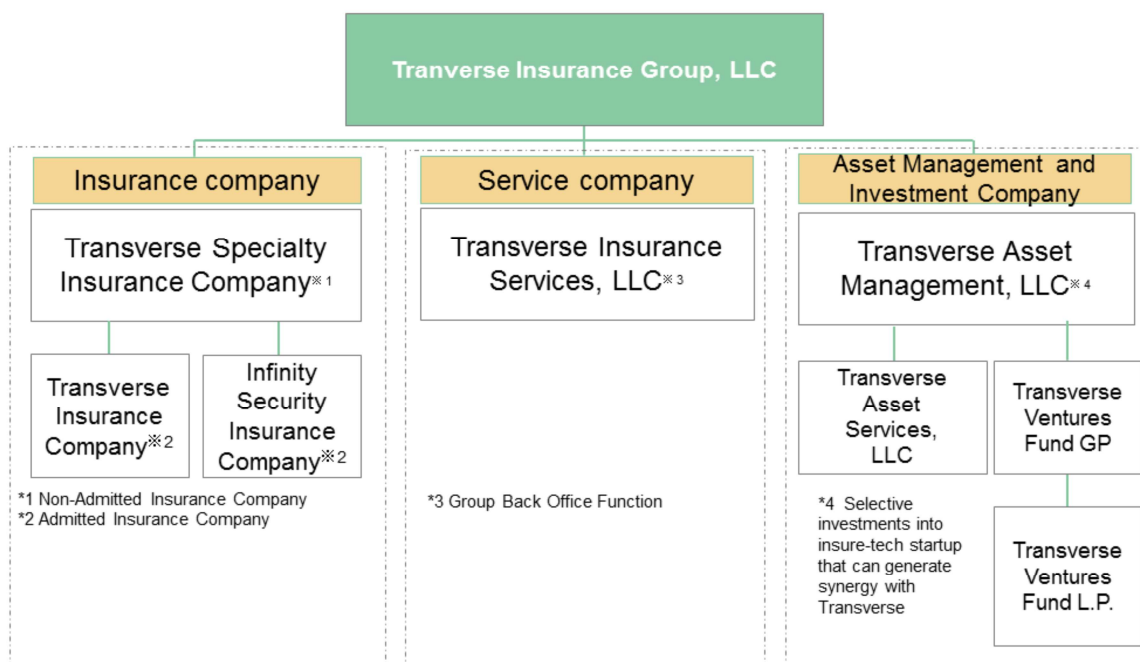 Tranverse Insurance Group, LLC
Insurance company
Transverse Specialty
Insurance Company※1
Transverse
Insurance
Company※2
Infinity
Security
Insurance
Company※2
*1 Non-Admitted Insurance Company
*2 Admitted Insurance Company
Service company
Transverse Insurance
Services, LLC※3
*3 Group Back Office Function
Asset Management and
Investment Company
Transverse Asset
Management, LLC※4
Transverse
Asset
Services,
LLC
Transverse
Ventures
Fund GP
*4 Selective
investments into
insure-tech startup
that can generate
synergy with
Transverse
Transverse
Ventures
Fund L.P.